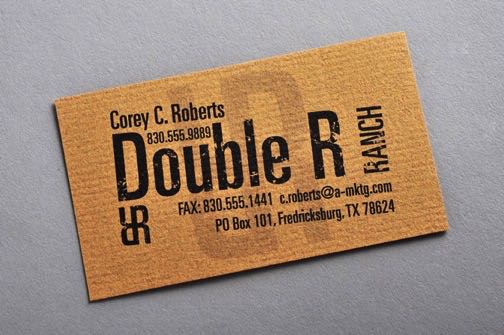 Corey C. Roberts
830.555.9889
Double R
RANCH
FAX: 830.555.1441 c.roberts@a-mktg.com
PO Box 101, Fredricksburg, TX 78624